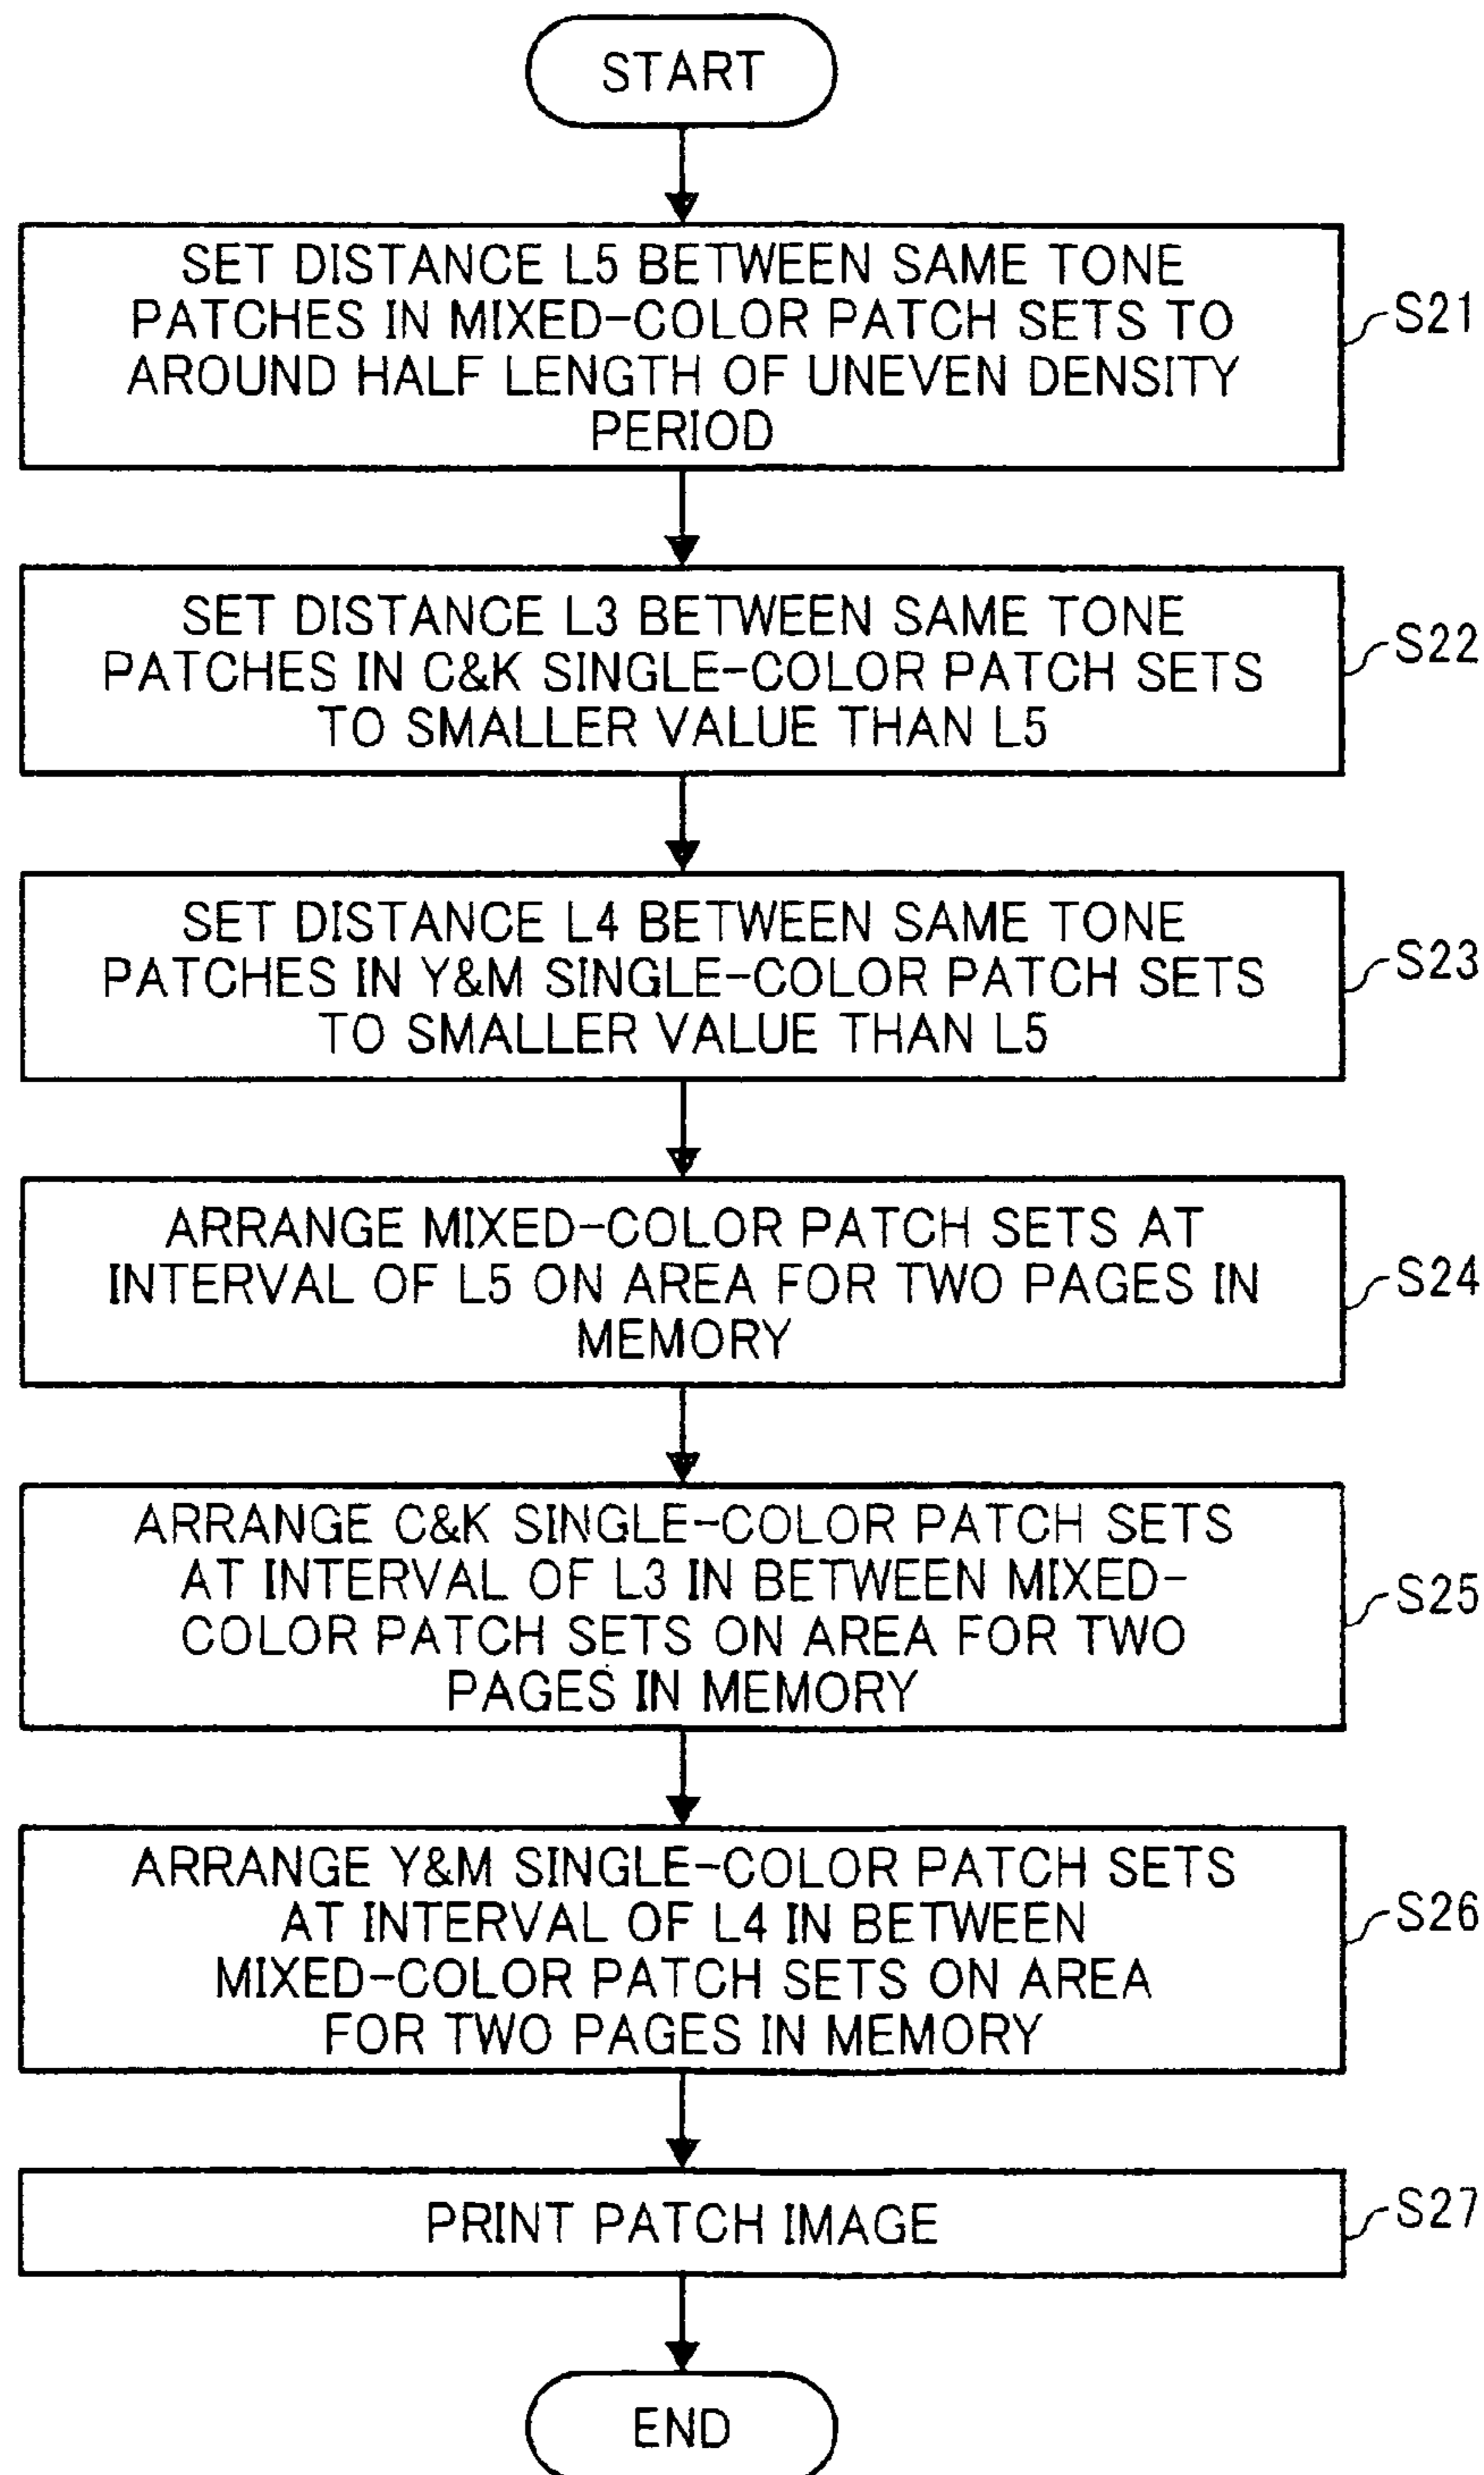 START
SET DISTANCE L5 BETWEEN SAME TONE
PATCHES IN MIXED-COLOR PATCH SETS TO
AROUND HALF LENGTH OF UNEVEN DENSITY
PERIOD
S21
SET DISTANCE L3 BETWEEN SAME TONE
PATCHES IN C&K SINGLE-COLOR PATCH SETS
TO SMALLER VALUE THAN L5
S22
SET DISTANCE L4 BETWEEN SAME TONE
PATCHES IN Y&M SINGLE-COLOR PATCH SETS
TO SMALLER VALUE THAN L5
S23
ARRANGE MIXED-COLOR PATCH SETS AT
INTERVAL OF L5 ON AREA FOR TWO PAGES IN
MEMORY
S24
ARRANGE C&K SINGLE-COLOR PATCH SETS
AT INTERVAL OF L3 IN BETWEEN MIXED-
COLOR PATCH SETS ON AREA FOR TWO
PAGES IN MEMORY
S25
ARRANGE Y&M SINGLE-COLOR PATCH SETS
AT INTERVAL OF L4 IN BETWEEN
MIXED-COLOR PATCH SETS ON AREA
FOR TWO PAGES IN MEMORY
S26
PRINT PATCH IMAGE
S27
END